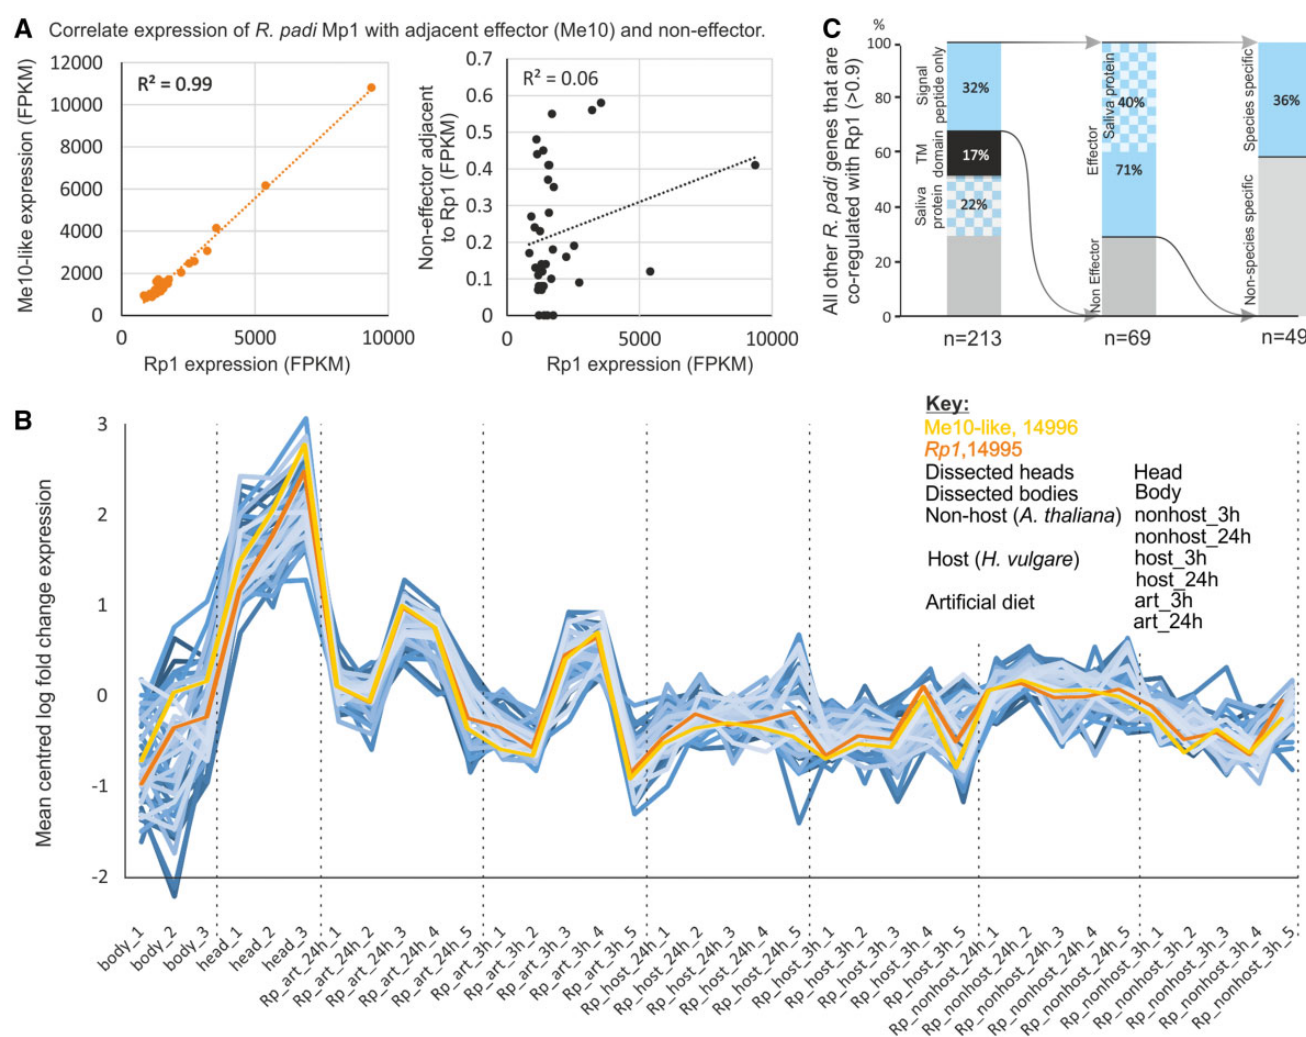 A Correlate expression of R. padi Mp1 with adjacent effector (Me10) and non-effector.
Me10-like expression (FPKM)
12000
10000
8000
6000
4000
2000
0
R² = 0.99
0 5000 10000
Rp1 expression (FPKM)
Non-effector adjacent
to Rp1 (FPKM)
0.7
0.6
0.5
0.4
0.3
0.2
0.1
0
R² = 0.06
0 5000 10000
Rp1 expression (FPKM)
C
All other R. padi genes that are
co-regulated with Rp1 (>0.9)
%
100
80
60
40
20
0
Signal
peptide only
TM
domain
Saliva
protein
32%
17%
22%
n=213
Saliva protein
Effector
Non Effector
40%
71%
n=69
Species specific
Non-species specific
36%
n=49
B
Mean centred log fold change expression
3
2
1
0
-1
-2
Key:
Me10-like, 14996
Rp1,14995
Dissected heads Head
Dissected bodies Body
Non-host (A. thaliana) nonhost_3h
nonhost_24h
Host (H. vulgare) host_3h
host_24h
Artificial diet art_3h
art_24h
body_1
body_2
body_3
head_1
head_2
head_3
Rp_art_24h_1
Rp_art_24h_2
Rp_art_24h_3
Rp_art_24h_4
Rp_art_24h_5
Rp_art_3h_1
Rp_art_3h_2
Rp_art_3h_3
Rp_art_3h_4
Rp_art_3h_5
Rp_host_24h_1
Rp_host_24h_2
Rp_host_24h_3
Rp_host_24h_4
Rp_host_24h_5
Rp_host_3h_1
Rp_host_3h_2
Rp_host_3h_3
Rp_host_3h_4
Rp_host_3h_5
Rp_nonhost_24h_1
Rp_nonhost_24h_2
Rp_nonhost_24h_3
Rp_nonhost_24h_4
Rp_nonhost_24h_5
Rp_nonhost_3h_1
Rp_nonhost_3h_2
Rp_nonhost_3h_3
Rp_nonhost_3h_4
Rp_nonhost_3h_5